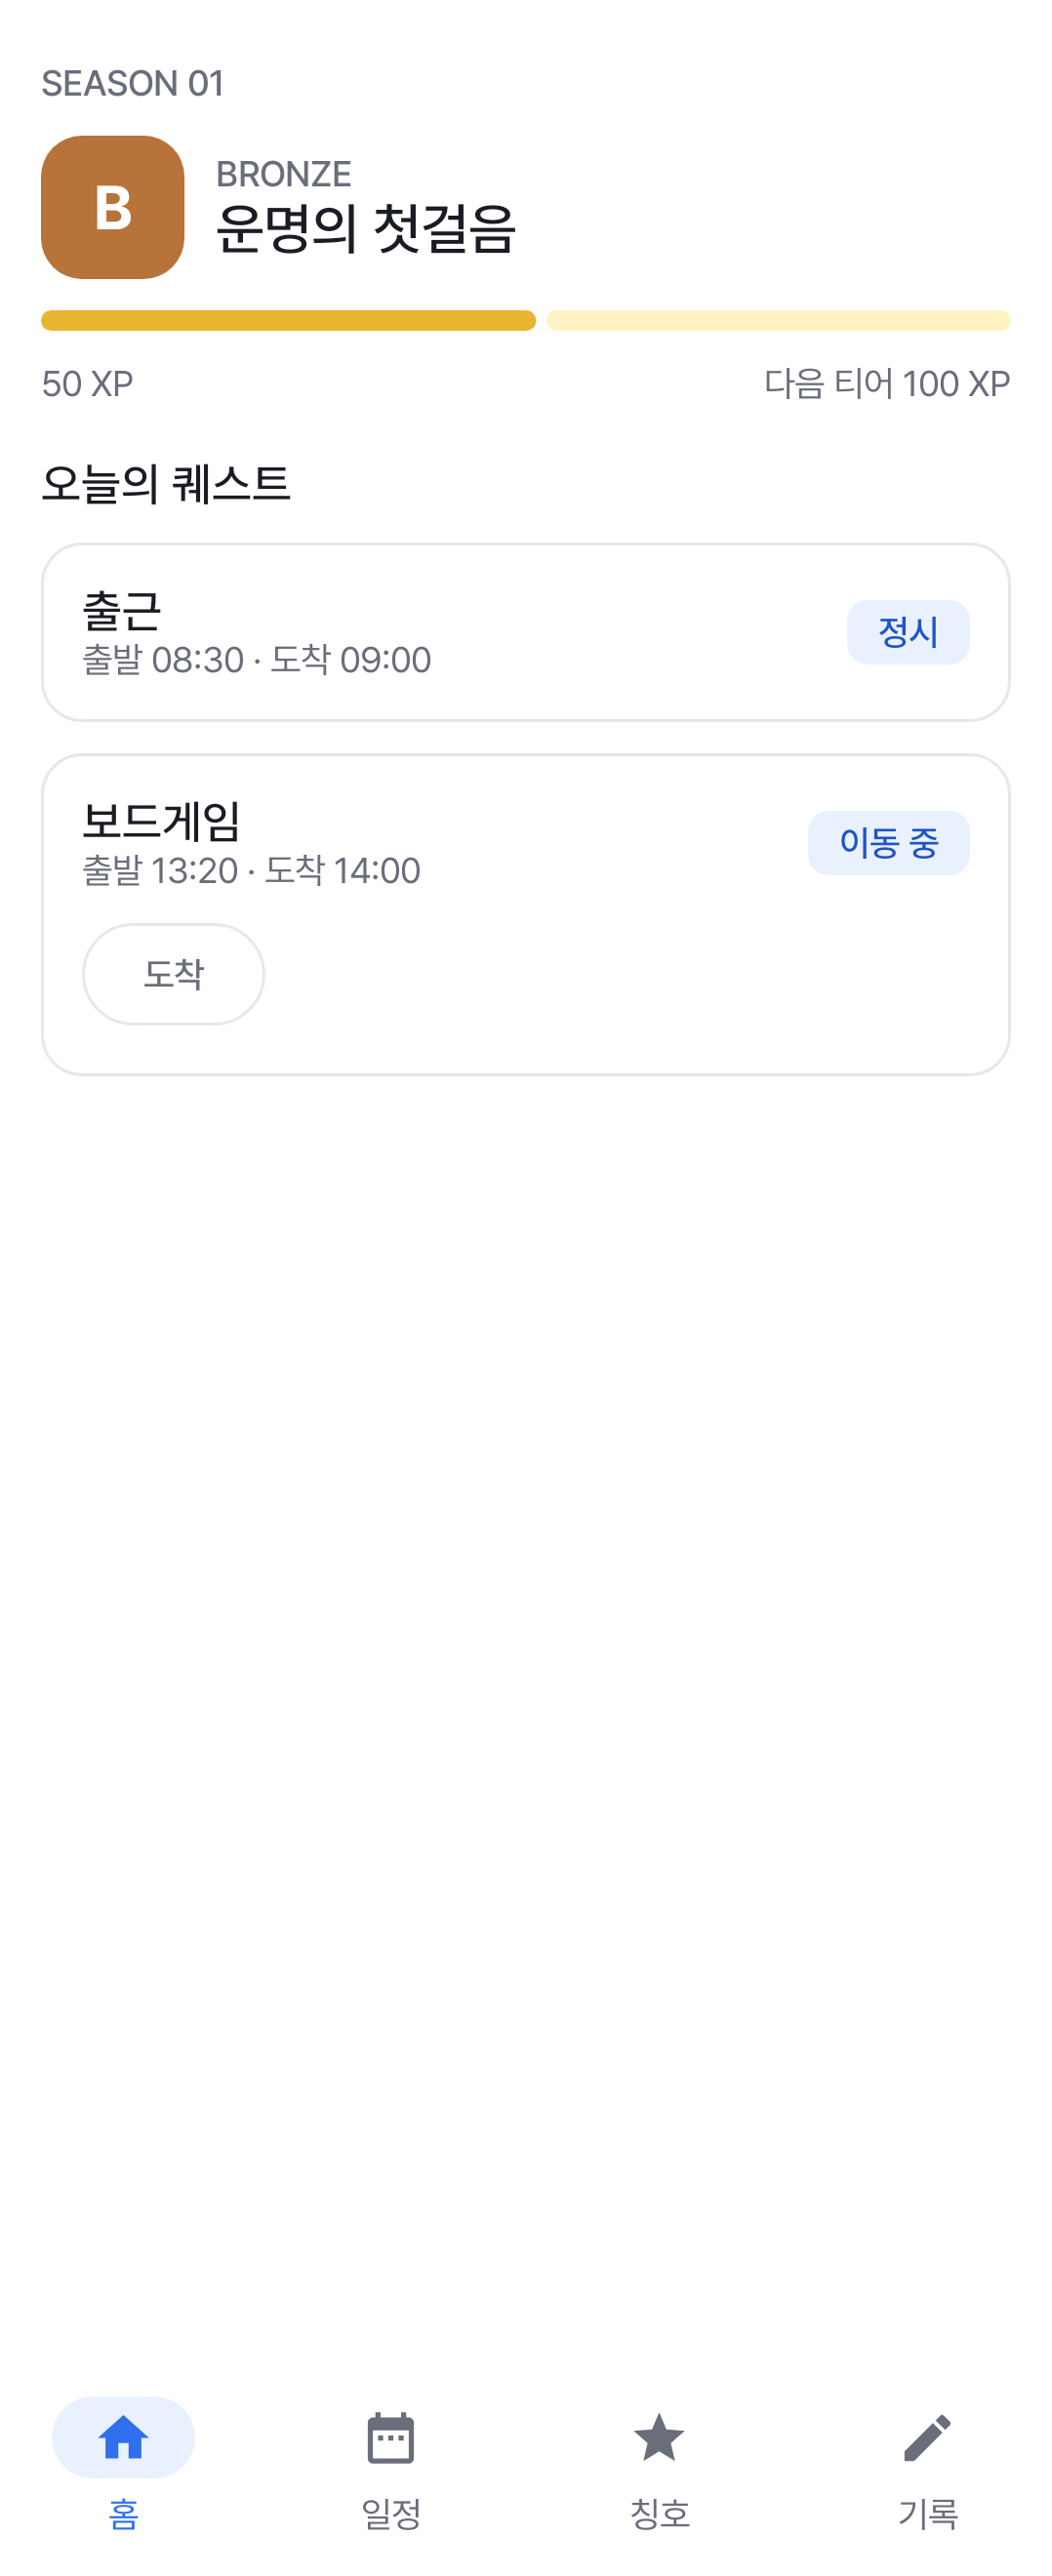 SEASON 01
B
BRONZE
운명의 첫걸음
50 XP
다음 티어 100 XP
오늘의 퀘스트
출근
출발 08:30 · 도착 09:00
정시
보드게임
출발 13:20 · 도착 14:00
이동 중
도착
홈
일정
칭호
기록